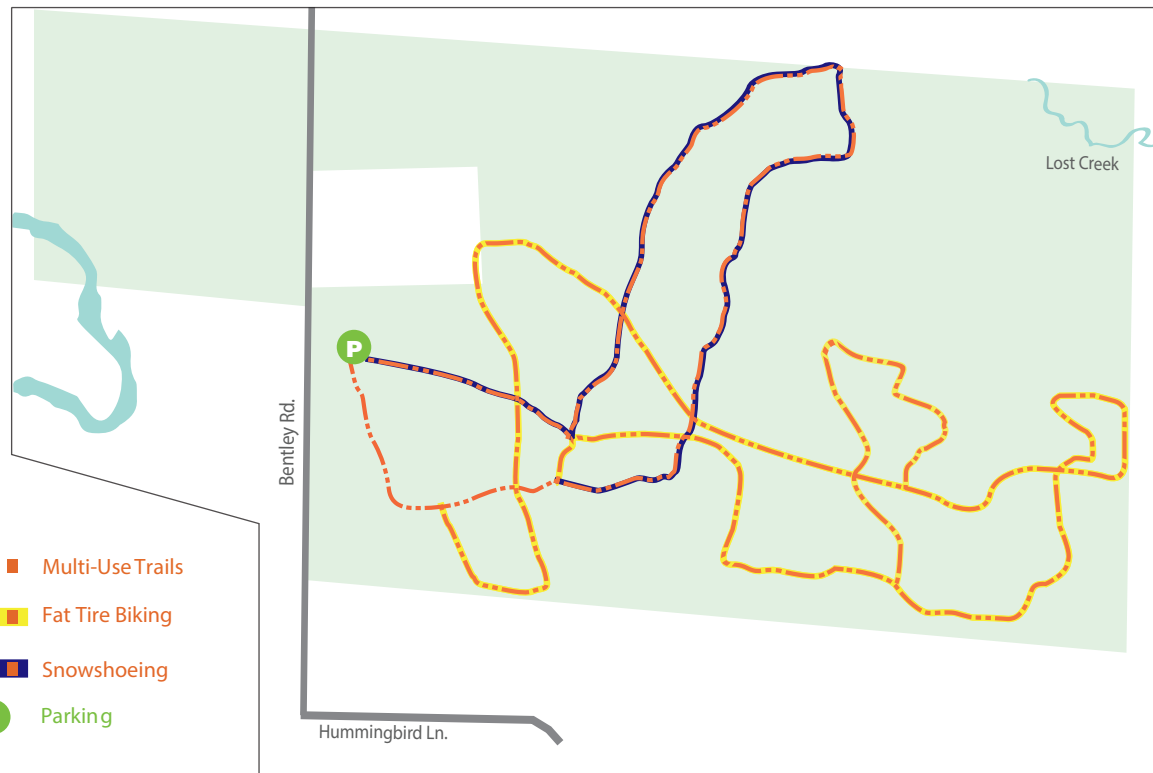 Lost Creek
P
Bentley Rd.
Multi-Use Trails
Fat Tire Biking
Snowshoeing
Parking
Hummingbird Ln.